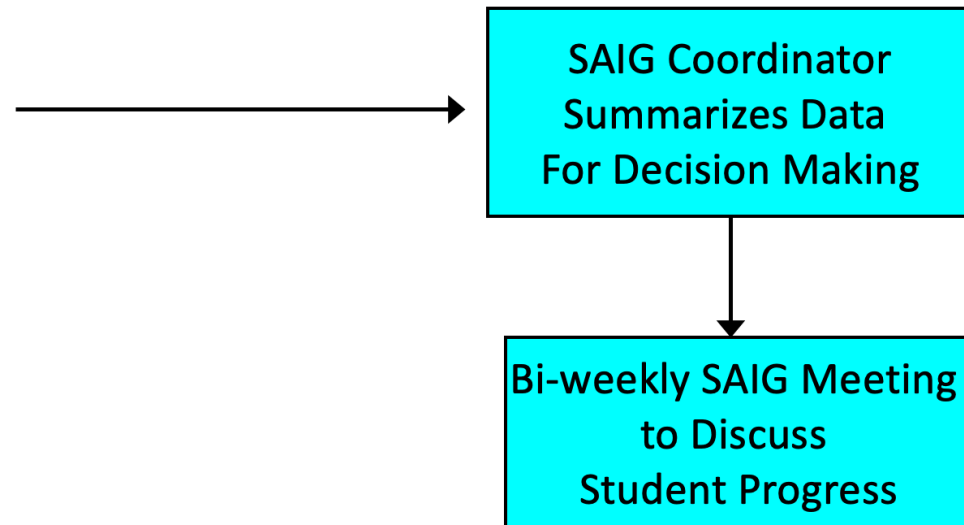 SAIG Coordinator
Summarizes Data
For Decision Making
Bi-weekly SAIG Meeting
to Discuss
Student Progress